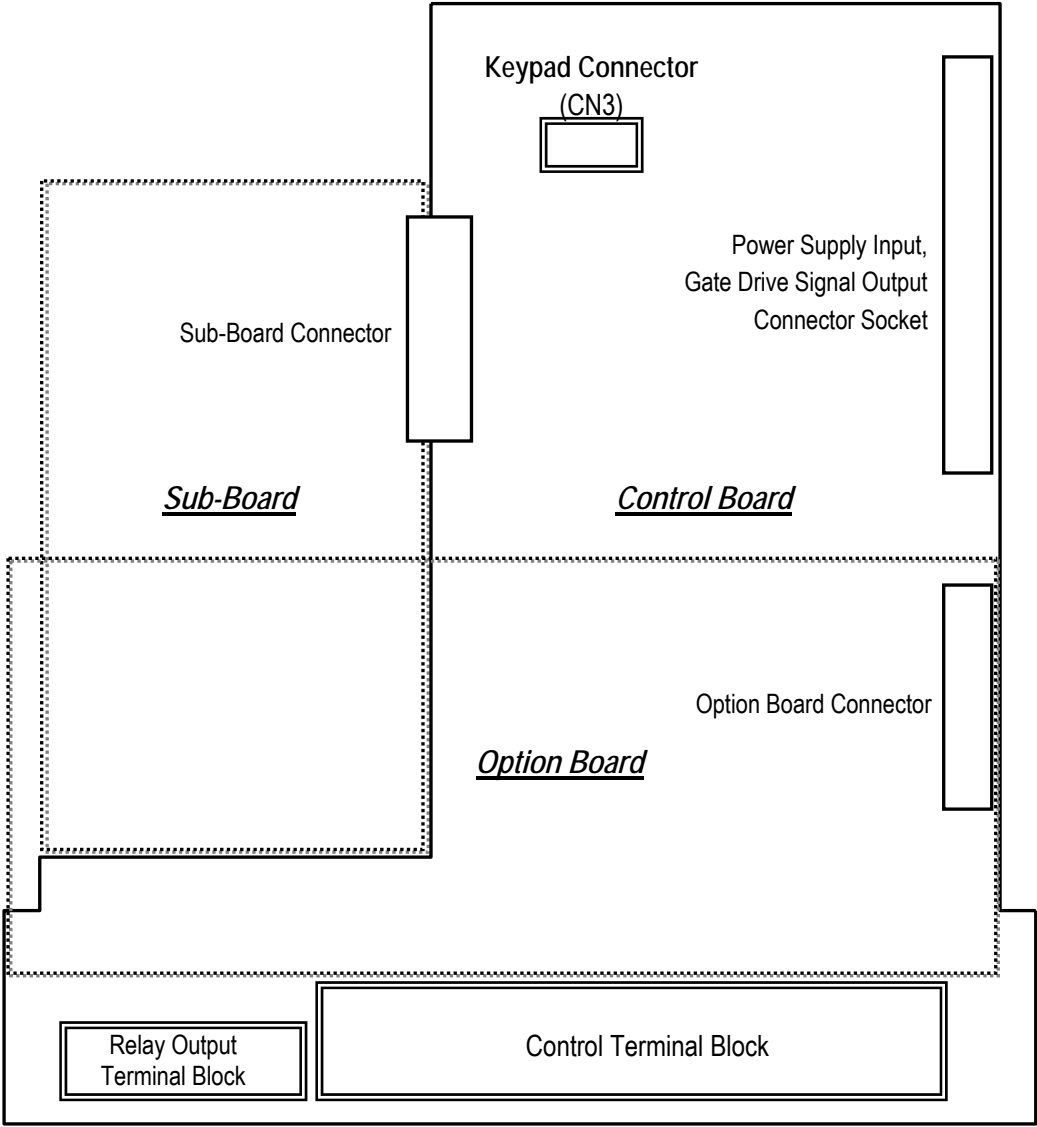 Keypad Connector
(CN3)
Power Supply Input,
Gate Drive Signal Output
Connector Socket
Sub-Board Connector
Sub-Board
Control Board
Option Board Connector
Option Board
Relay Output
Terminal Block
Control Terminal Block